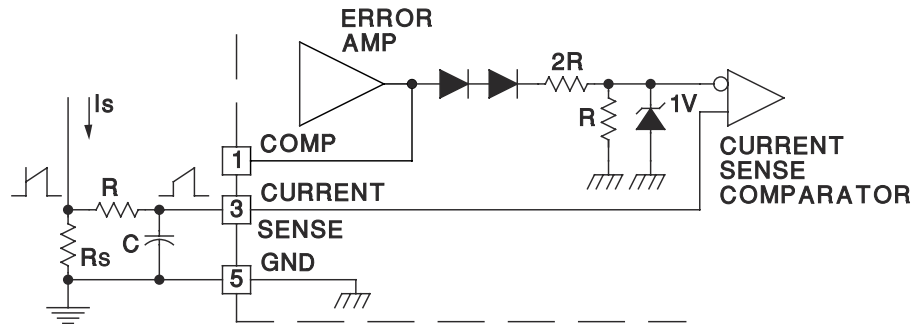 ERROR
AMP
2R
Is
R
1V
1
COMP
CURRENT
SENSE
COMPARATOR
R
3
CURRENT
SENSE
C
Rs
5
GND